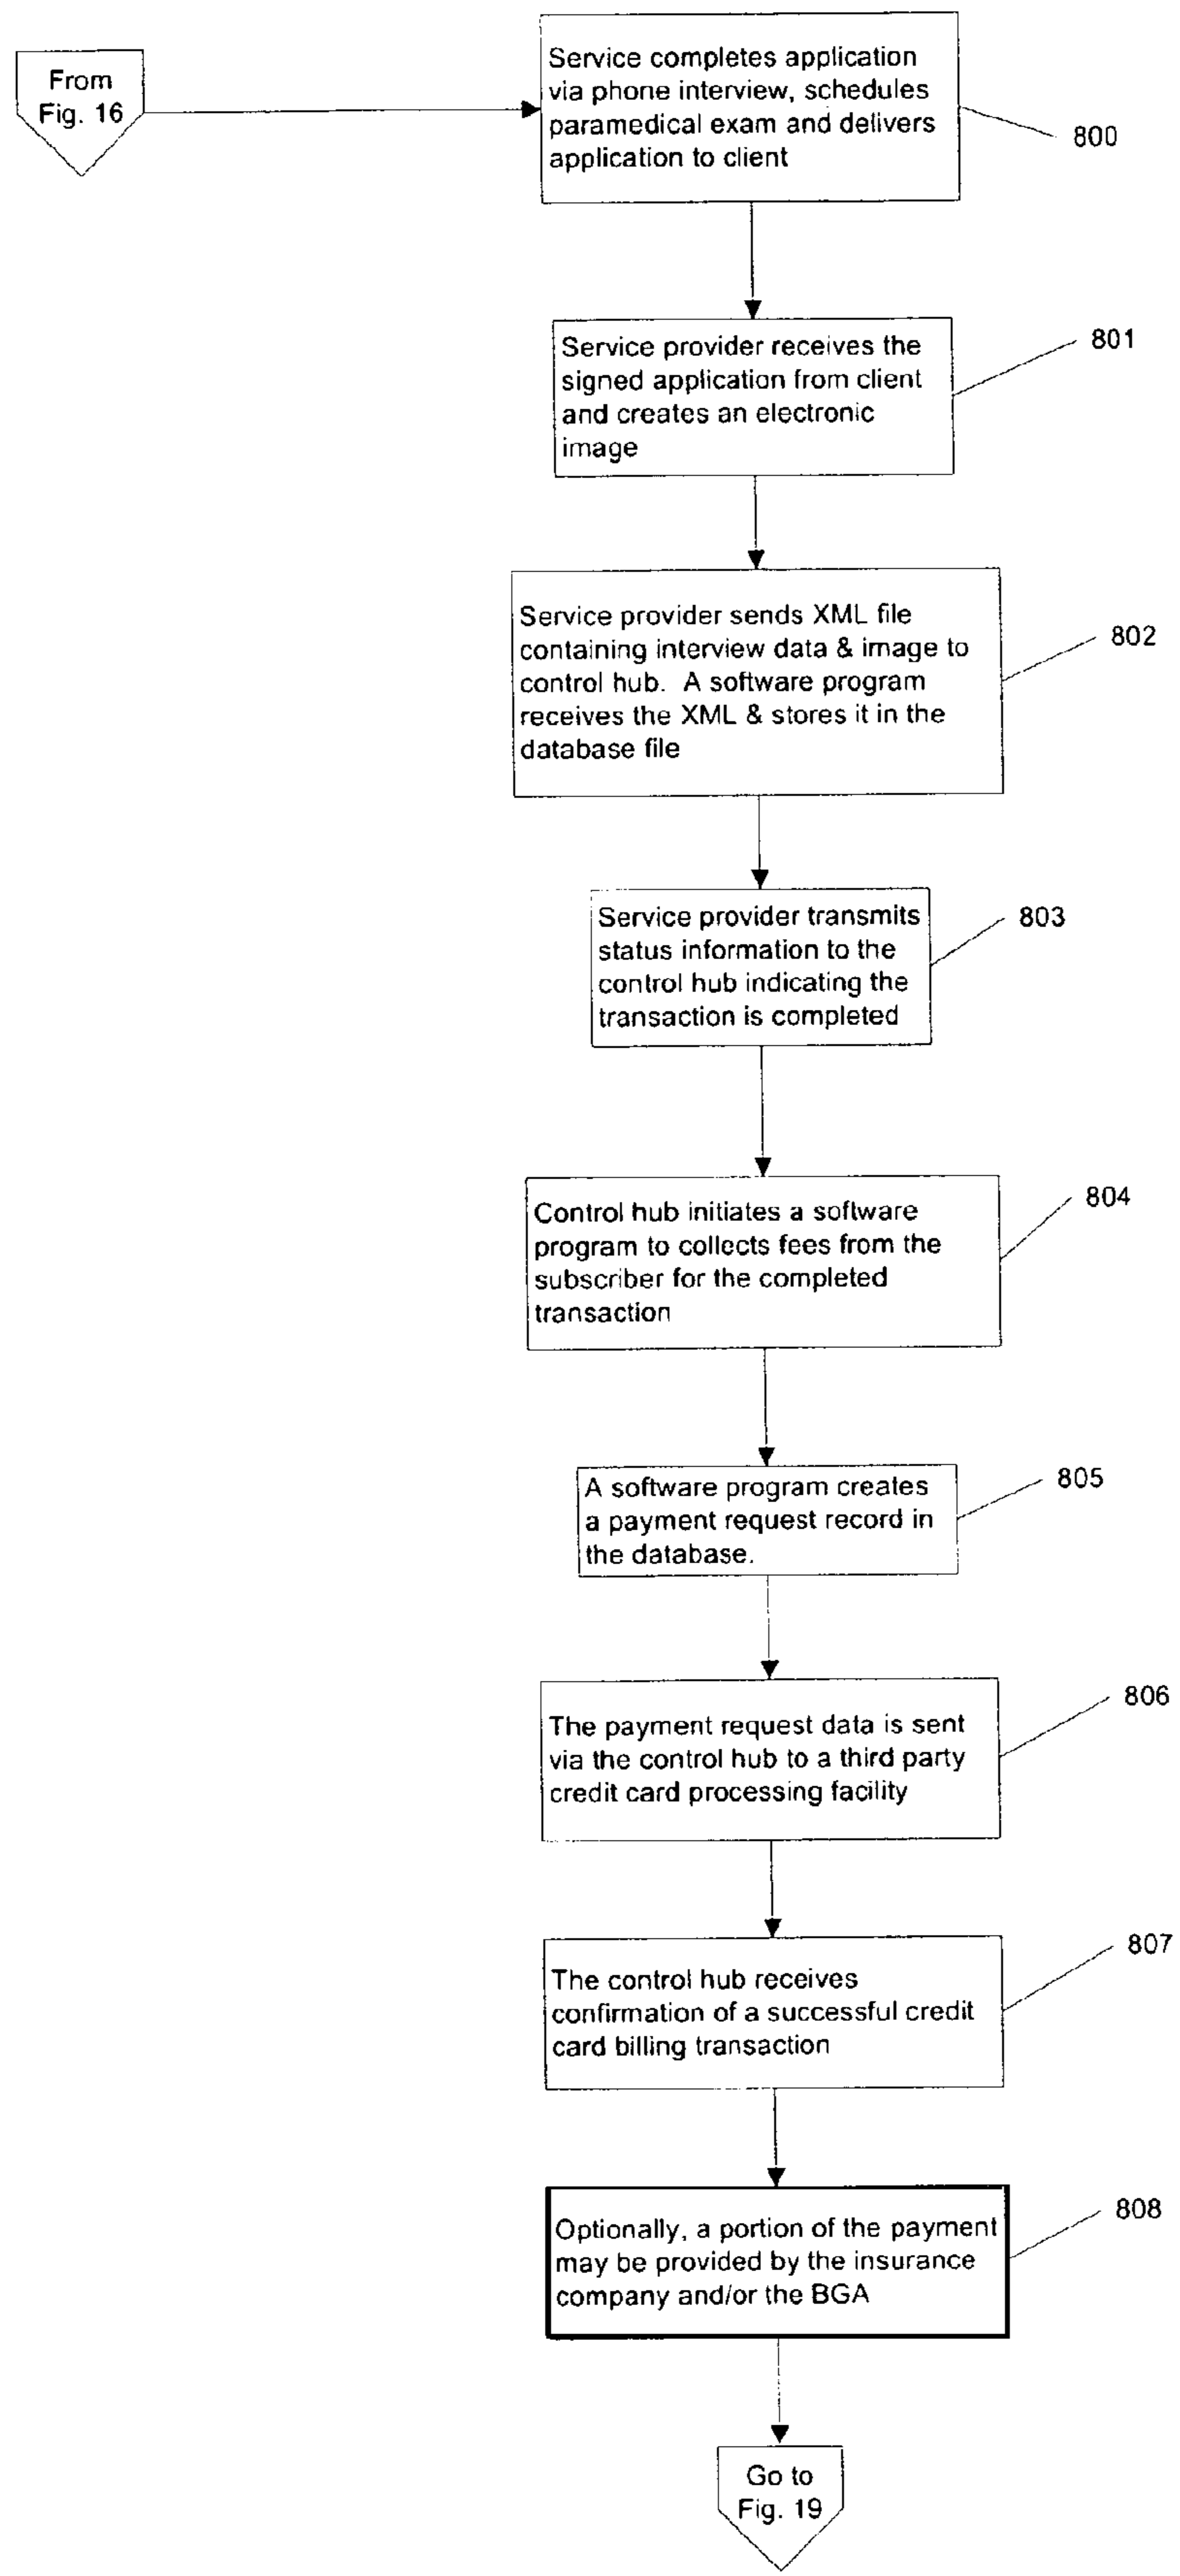 From
Fig. 16
Service completes application
via phone interview, schedules
paramedical exam and delivers
application to client
800
Service provider receives the
signed application from client
and creates an electronic
image
801
Service provider sends XML file
containing interview data & image to
control hub. A software program
receives the XML & stores it in the
database file
802
Service provider transmits
status information to the
control hub indicating the
transaction is completed
803
Control hub initiates a software
program to collects fees from the
subscriber for the completed
transaction
804
A software program creates
a payment request record in
the database.
805
The payment request data is sent
via the control hub to a third party
credit card processing facility
806
The control hub receives
confirmation of a successful credit
card billing transaction
807
Optionally, a portion of the payment
may be provided by the insurance
company and/or the BGA
808
Go to
Fig. 19